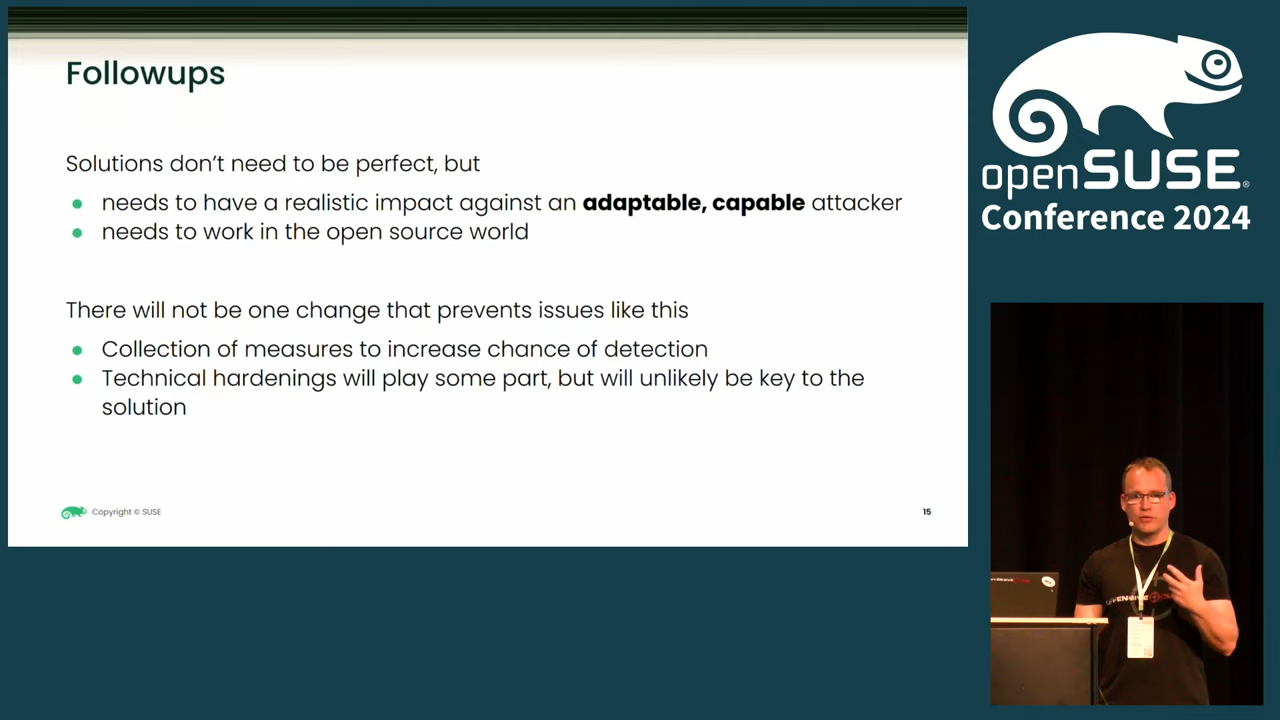 Followups
Solutions don't need to be perfect, but
needs to have a realistic impact against an adaptable, capable attacker
needs to work in the open source world
There will not be one change that prevents issues like this
Collection of measures to increase chance of detection
Technical hardenings will play some part, but will unlikely be key to the
solution
Copyright © SUSE
15
openSUSE®
Conference 2024